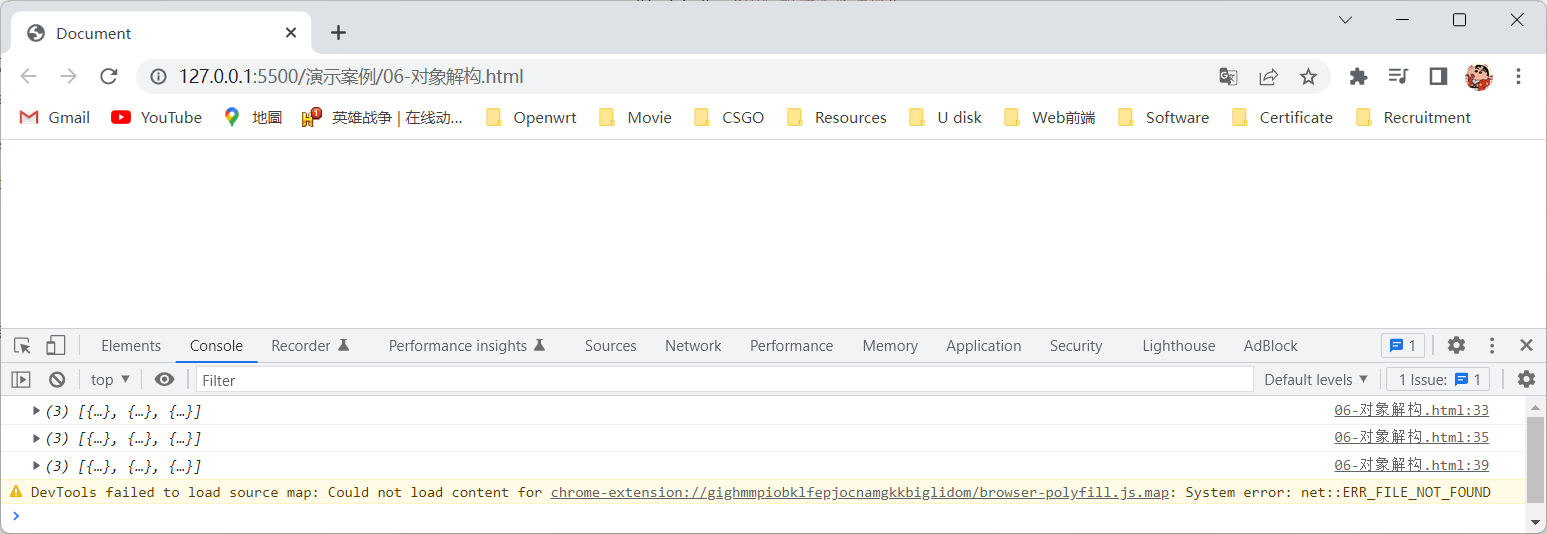 Document
127.0.0.1:5500/演示案例/06-对象解构.html
Gmail YouTube 地圖 英雄战争 | 在线动... Openwrt Movie CSGO Resources U disk Web前端 Software Certificate Recruitment
Elements Console Recorder Performance insights Sources Network Performance Memory Application Security Lighthouse AdBlock 1
top Filter Default levels 1 Issue: 1
(3) [{…}, {…}, {…}] 06-对象解构.html:33
(3) [{…}, {…}, {…}] 06-对象解构.html:35
(3) [{…}, {…}, {…}] 06-对象解构.html:39
DevTools failed to load source map: Could not load content for chrome-extension://gighmmpiobklfepjocnamgkkbiglidom/browser-polyfill.js.map: System error: net::ERR_FILE_NOT_FOUND